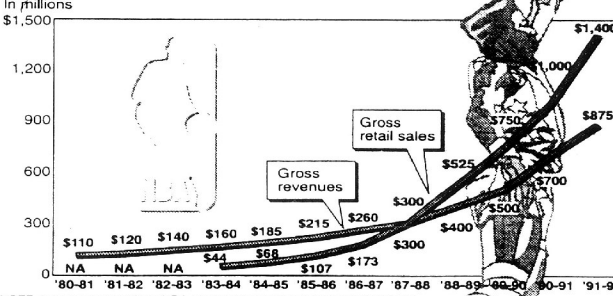 In millions
$1,500
$1,400
1,200
1,000
900
$875
Gross
retail sales
$750
600
$525
$700
Gross
revenues
$500
300
$300
$400
$110 $120 $140 $160 $185 $215 $260
$300
$44 $68 $107 $173
NA NA NA
0
'80-81 '81-82 '82-83 '83-84 '84-85 '85-86 '86-87 '87-88 '88-89 '89-90